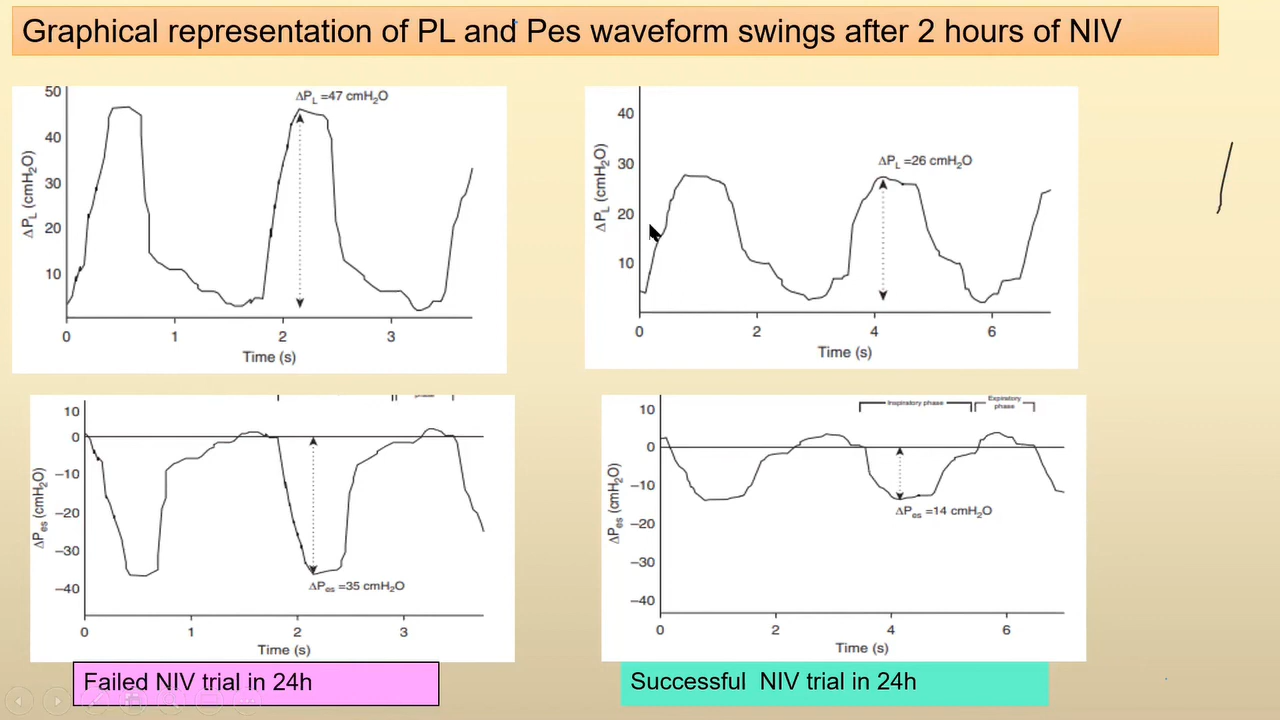 Graphical representation of PL and Pes waveform swings after 2 hours of NIV
50
40
30
20
10
ΔPL (cmH2O)
ΔPL =47 cmH2O
0
1
2
3
Time (s)
40
30
20
10
ΔPL (cmH2O)
ΔPL =26 cmH2O
0
2
4
6
Time (s)
10
0
−10
−20
−30
−40
ΔPes (cmH2O)
ΔPes =35 cmH2O
0
1
2
3
Time (s)
Inspiratory phase
Expiratory
phase
10
0
−10
−20
−30
−40
ΔPes (cmH2O)
ΔPes =14 cmH2O
0
2
4
6
Time (s)
Failed NIV trial in 24h
Successful  NIV trial in 24h